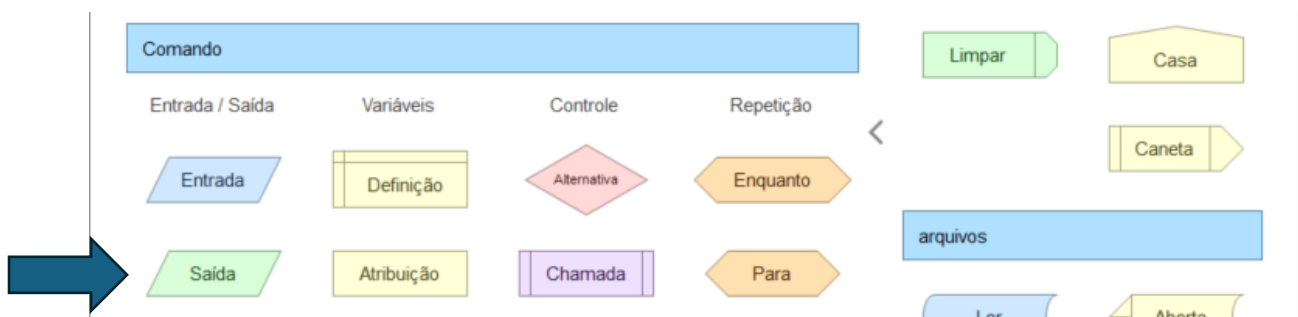 Comando
Entrada / Saída
Variáveis
Controle
Repetição
Entrada
Definição
Alternativa
Enquanto
Saída
Atribuição
Chamada
Para
Limpar
Casa
Caneta
arquivos